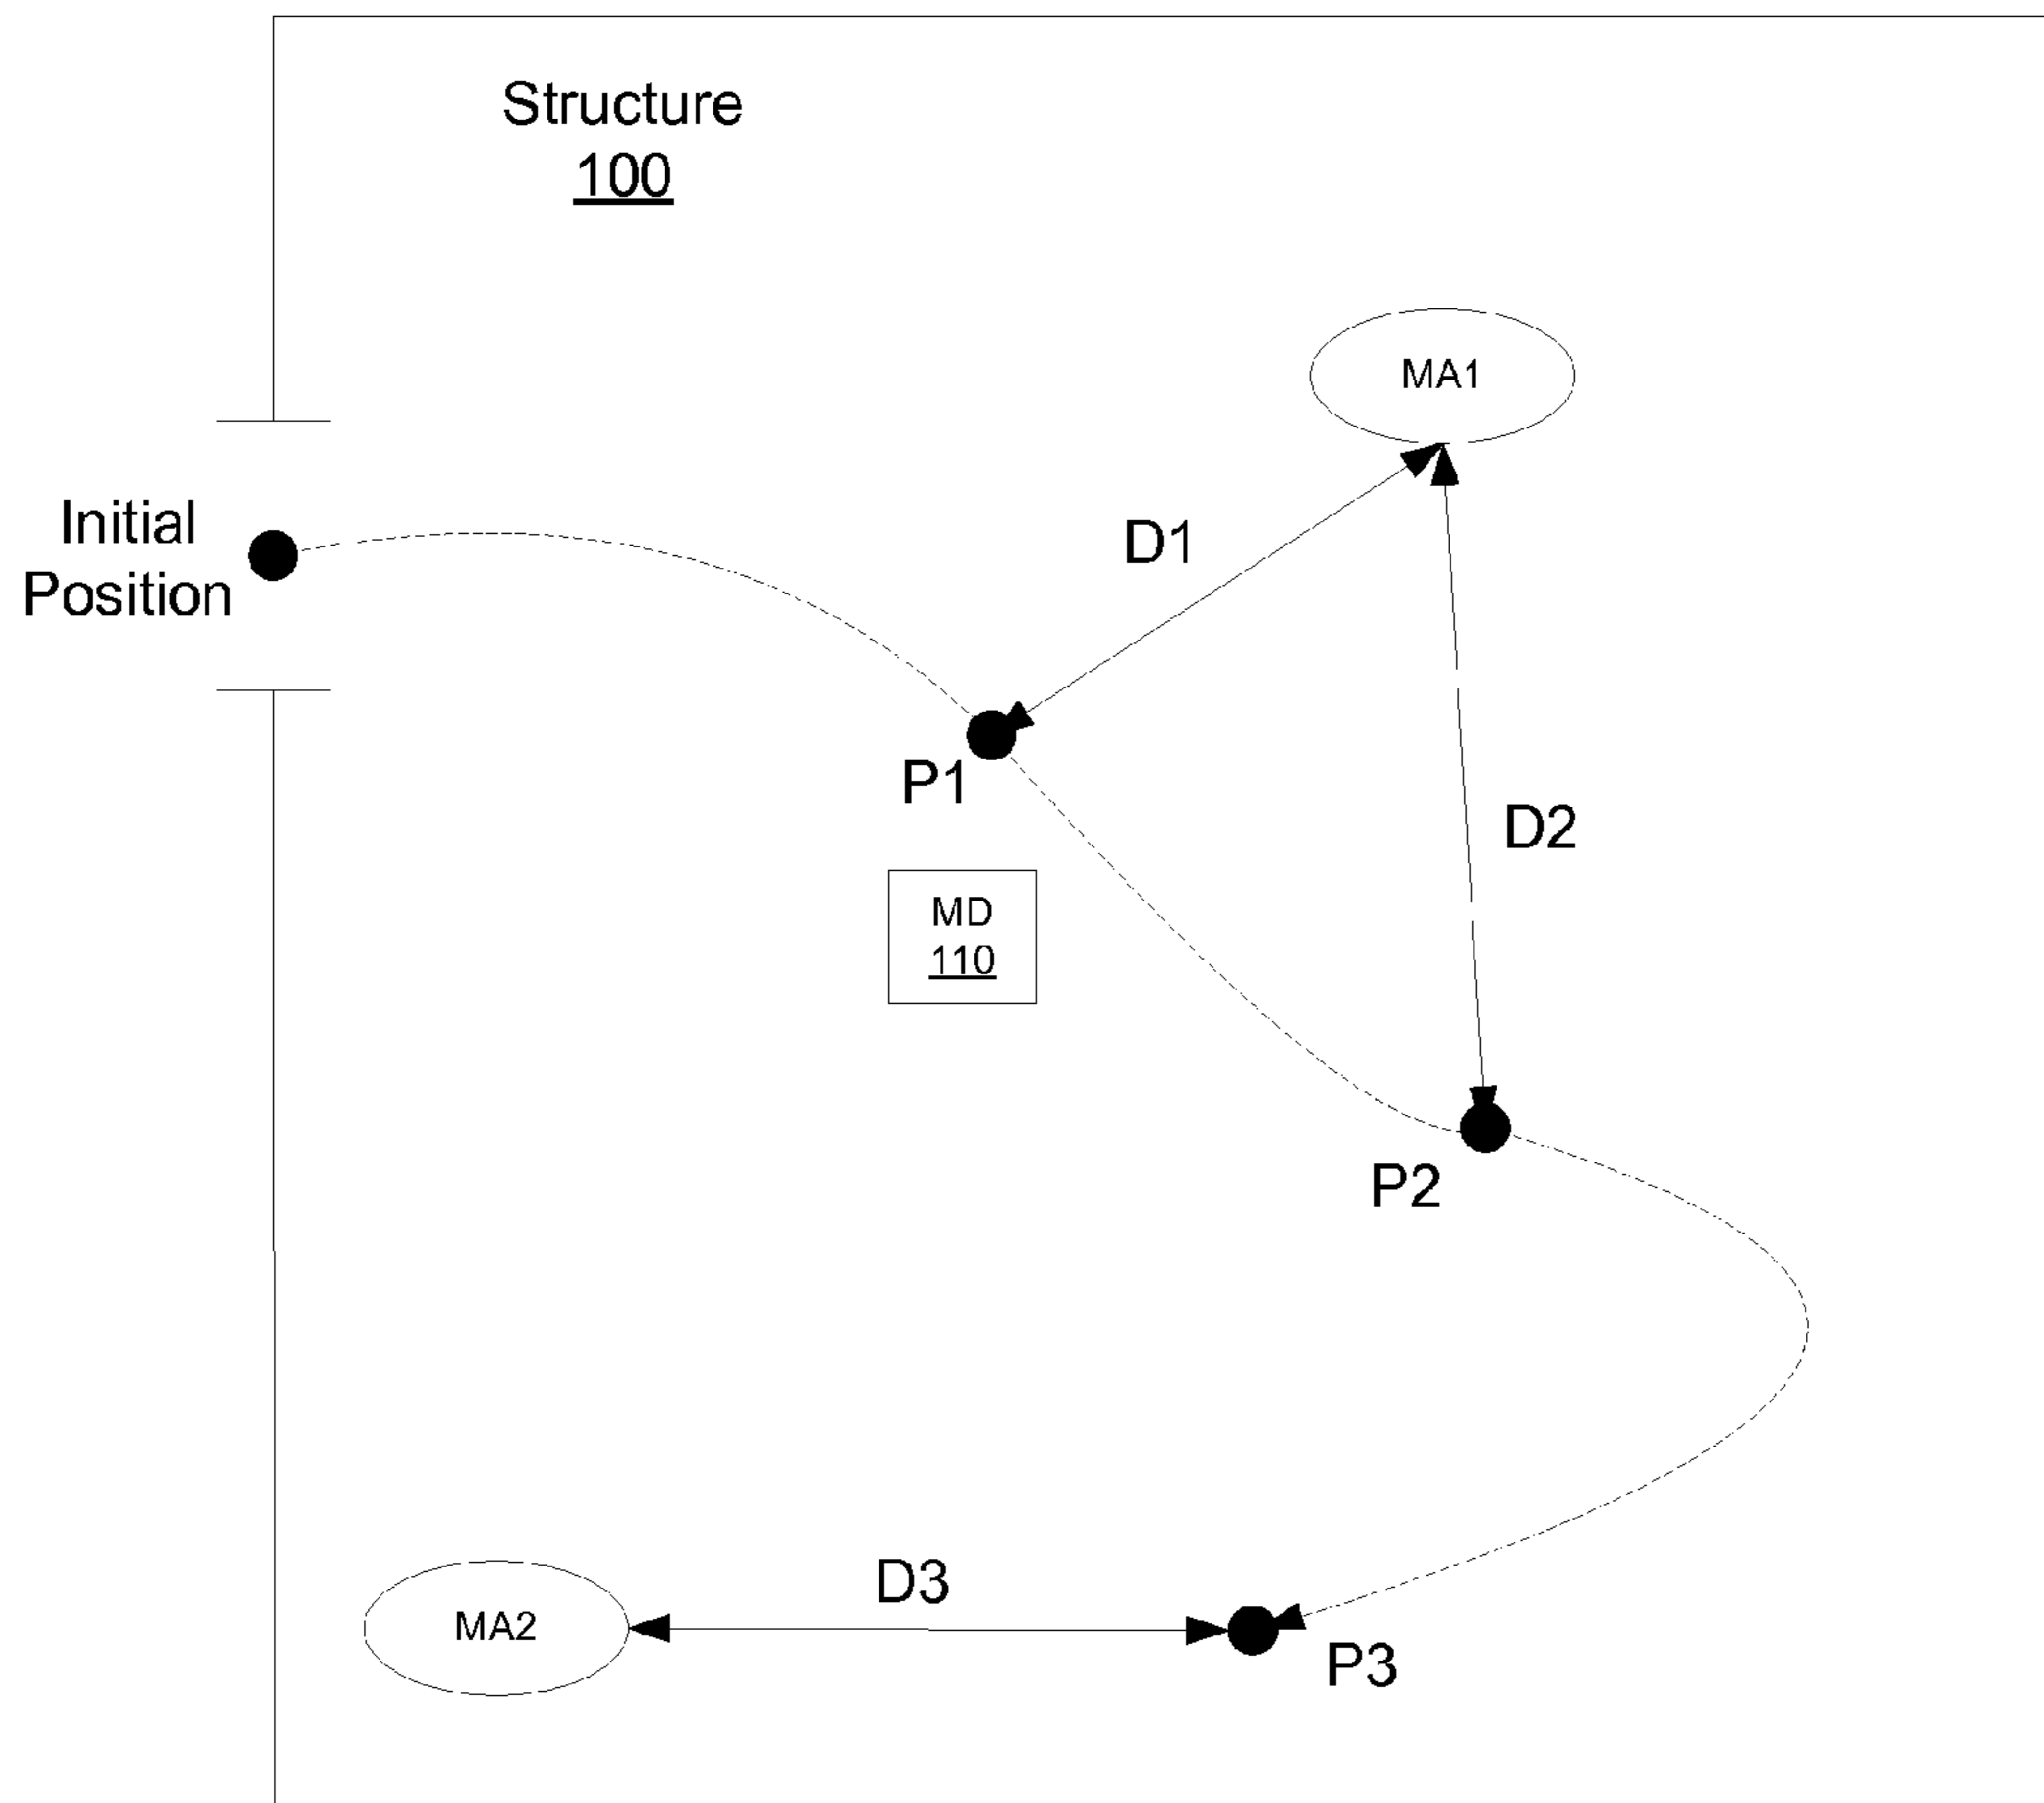 Structure
100
MA1
Initial
Position
D1
P1
D2
MD
110
P2
D3
MA2
P3